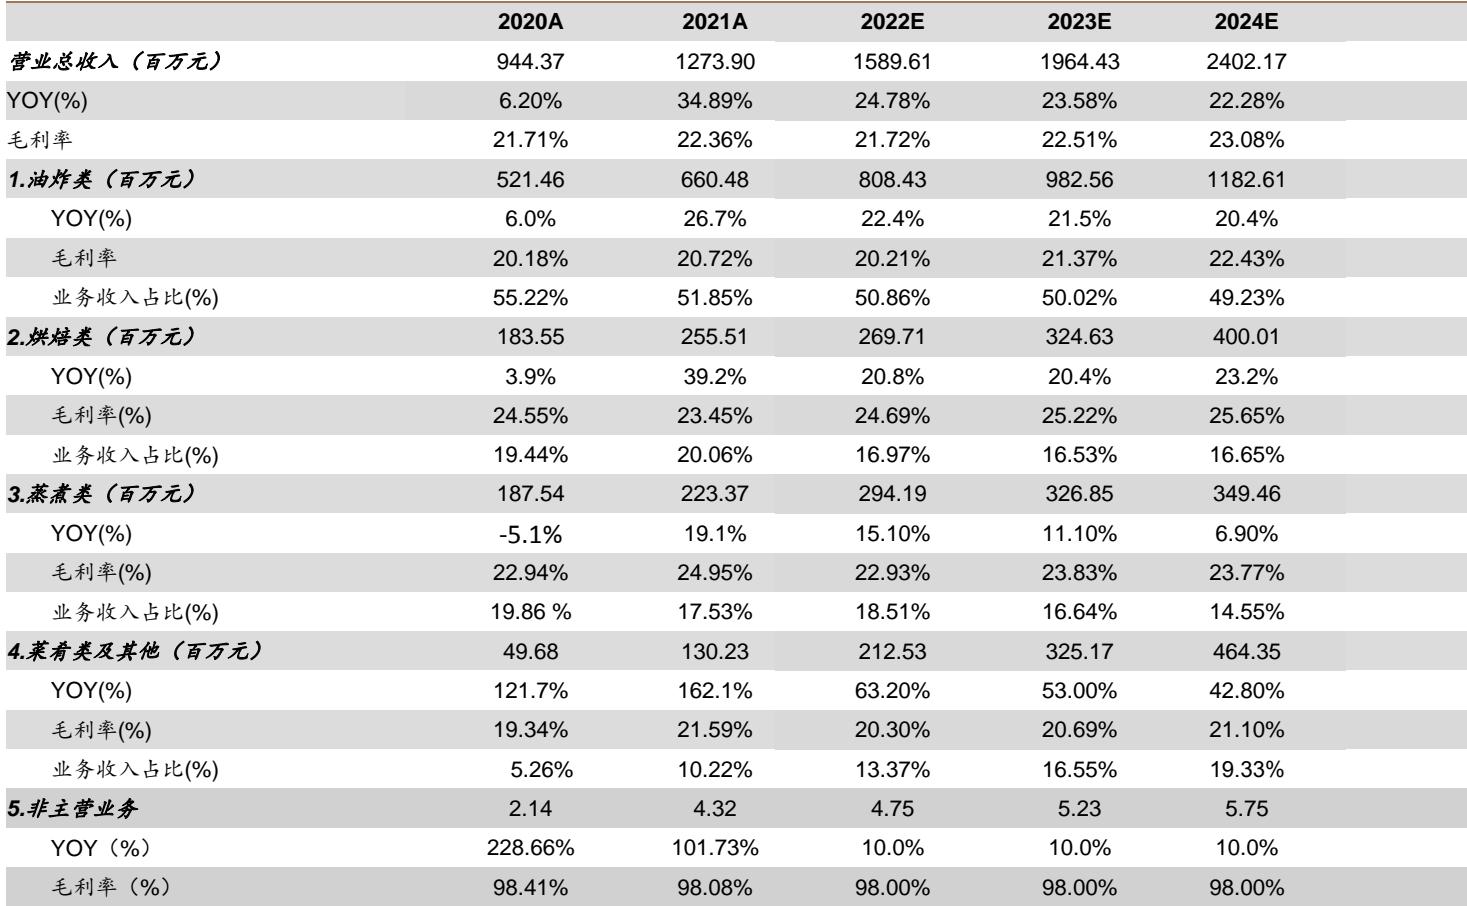 2020A 2021A 2022E 2023E 2024E
营业总收入（百万元） 944.37 1273.90 1589.61 1964.43 2402.17
YOY(%) 6.20% 34.89% 24.78% 23.58% 22.28%
毛利率 21.71% 22.36% 21.72% 22.51% 23.08%
1.油炸类（百万元） 521.46 660.48 808.43 982.56 1182.61
YOY(%) 6.0% 26.7% 22.4% 21.5% 20.4%
毛利率 20.18% 20.72% 20.21% 21.37% 22.43%
业务收入占比(%) 55.22% 51.85% 50.86% 50.02% 49.23%
2.烘焙类（百万元） 183.55 255.51 269.71 324.63 400.01
YOY(%) 3.9% 39.2% 20.8% 20.4% 23.2%
毛利率(%) 24.55% 23.45% 24.69% 25.22% 25.65%
业务收入占比(%) 19.44% 20.06% 16.97% 16.53% 16.65%
3.蒸煮类（百万元） 187.54 223.37 294.19 326.85 349.46
YOY(%) -5.1% 19.1% 15.10% 11.10% 6.90%
毛利率(%) 22.94% 24.95% 22.93% 23.83% 23.77%
业务收入占比(%) 19.86 % 17.53% 18.51% 16.64% 14.55%
4.菜肴类及其他（百万元） 49.68 130.23 212.53 325.17 464.35
YOY(%) 121.7% 162.1% 63.20% 53.00% 42.80%
毛利率(%) 19.34% 21.59% 20.30% 20.69% 21.10%
业务收入占比(%) 5.26% 10.22% 13.37% 16.55% 19.33%
5.非主营业务 2.14 4.32 4.75 5.23 5.75
YOY（%） 228.66% 101.73% 10.0% 10.0% 10.0%
毛利率（%） 98.41% 98.08% 98.00% 98.00% 98.00%